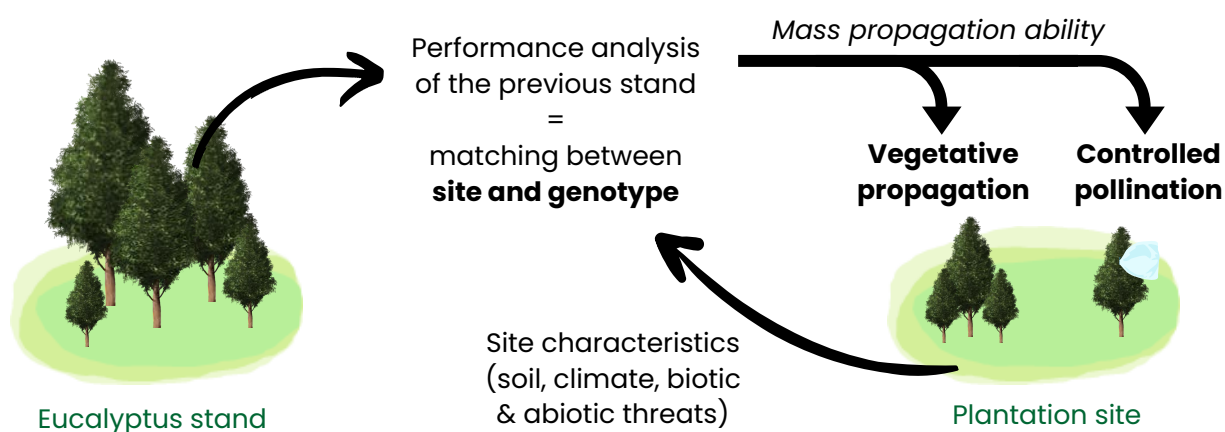 Mass propagation ability
Performance analysis
of the previous stand
=
matching between
site and genotype
Vegetative
propagation
Controlled
pollination
Site characteristics
(soil, climate, biotic
& abiotic threats)
Eucalyptus stand
Plantation site